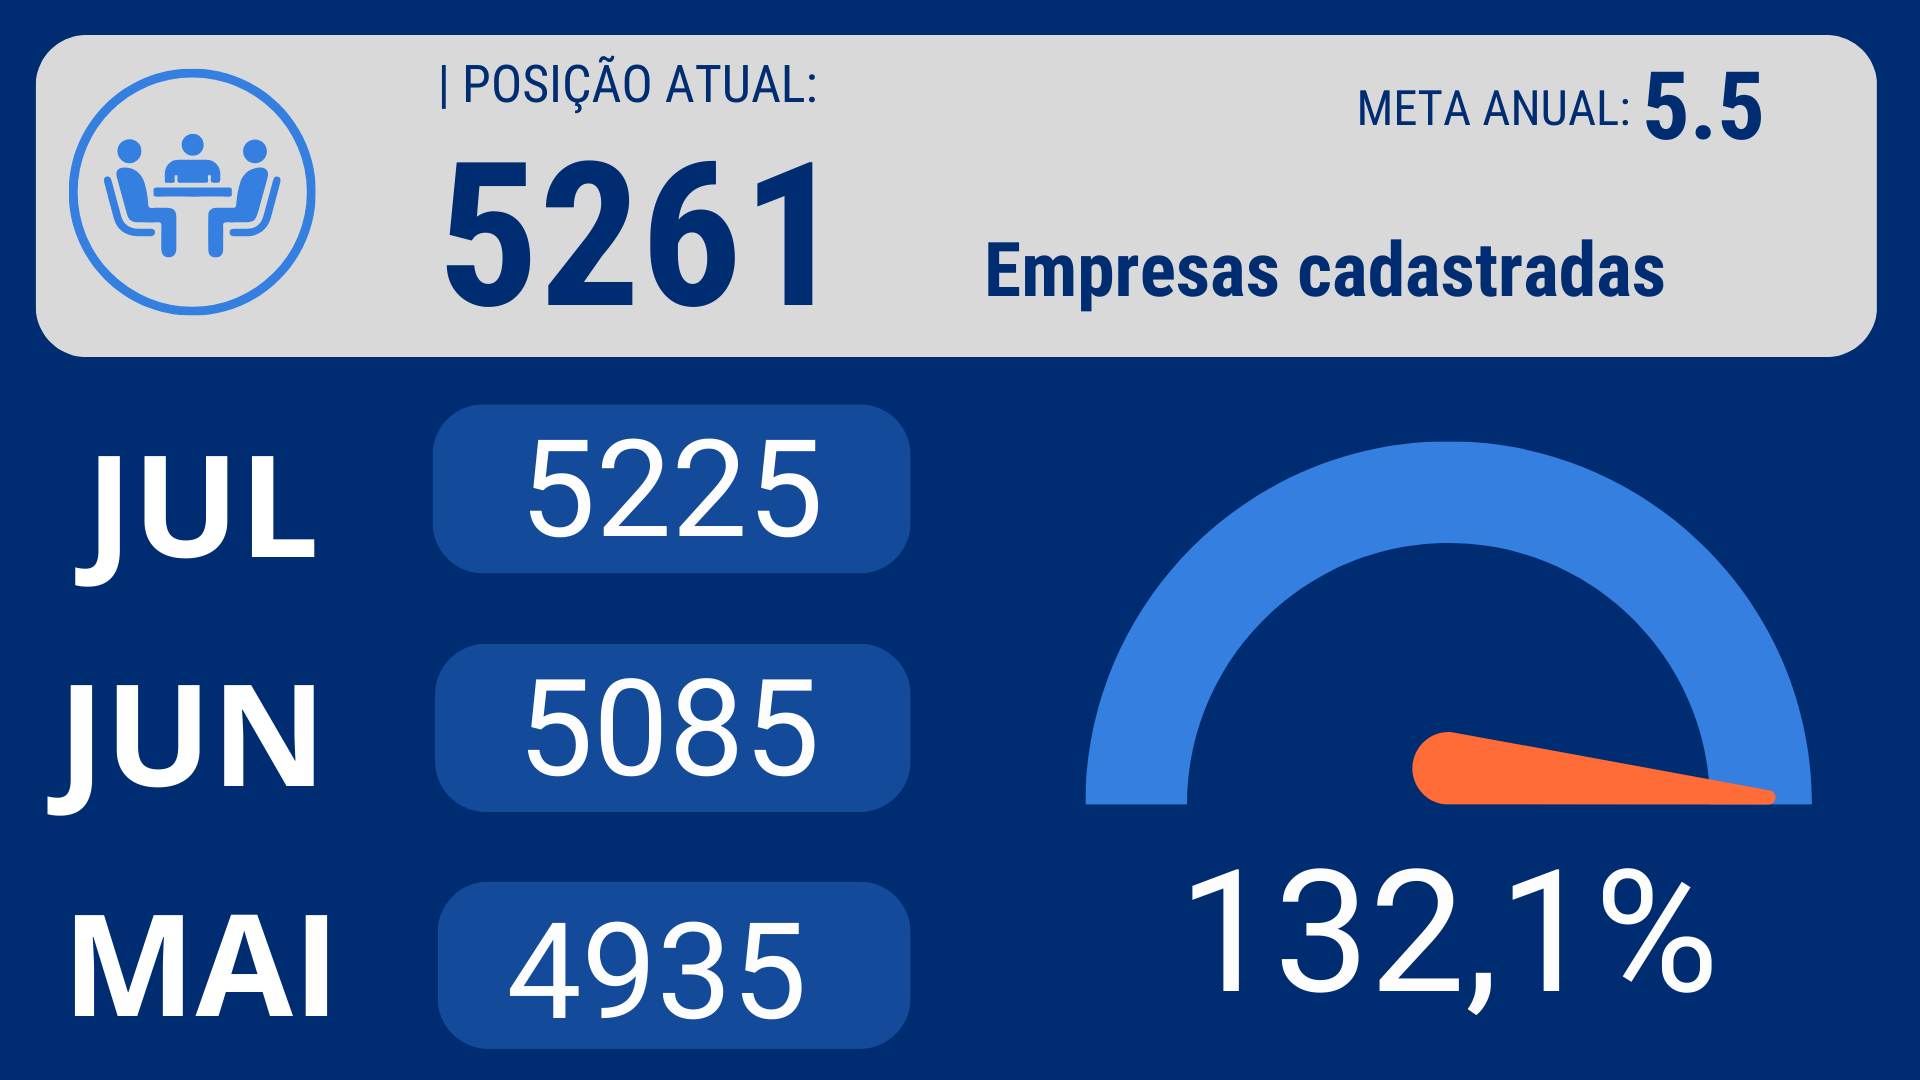 | POSIÇÃO ATUAL:
META ANUAL: 5.5
5261
Empresas cadastradas
JUL 5225
JUN 5085
MAI 4935
132,1%